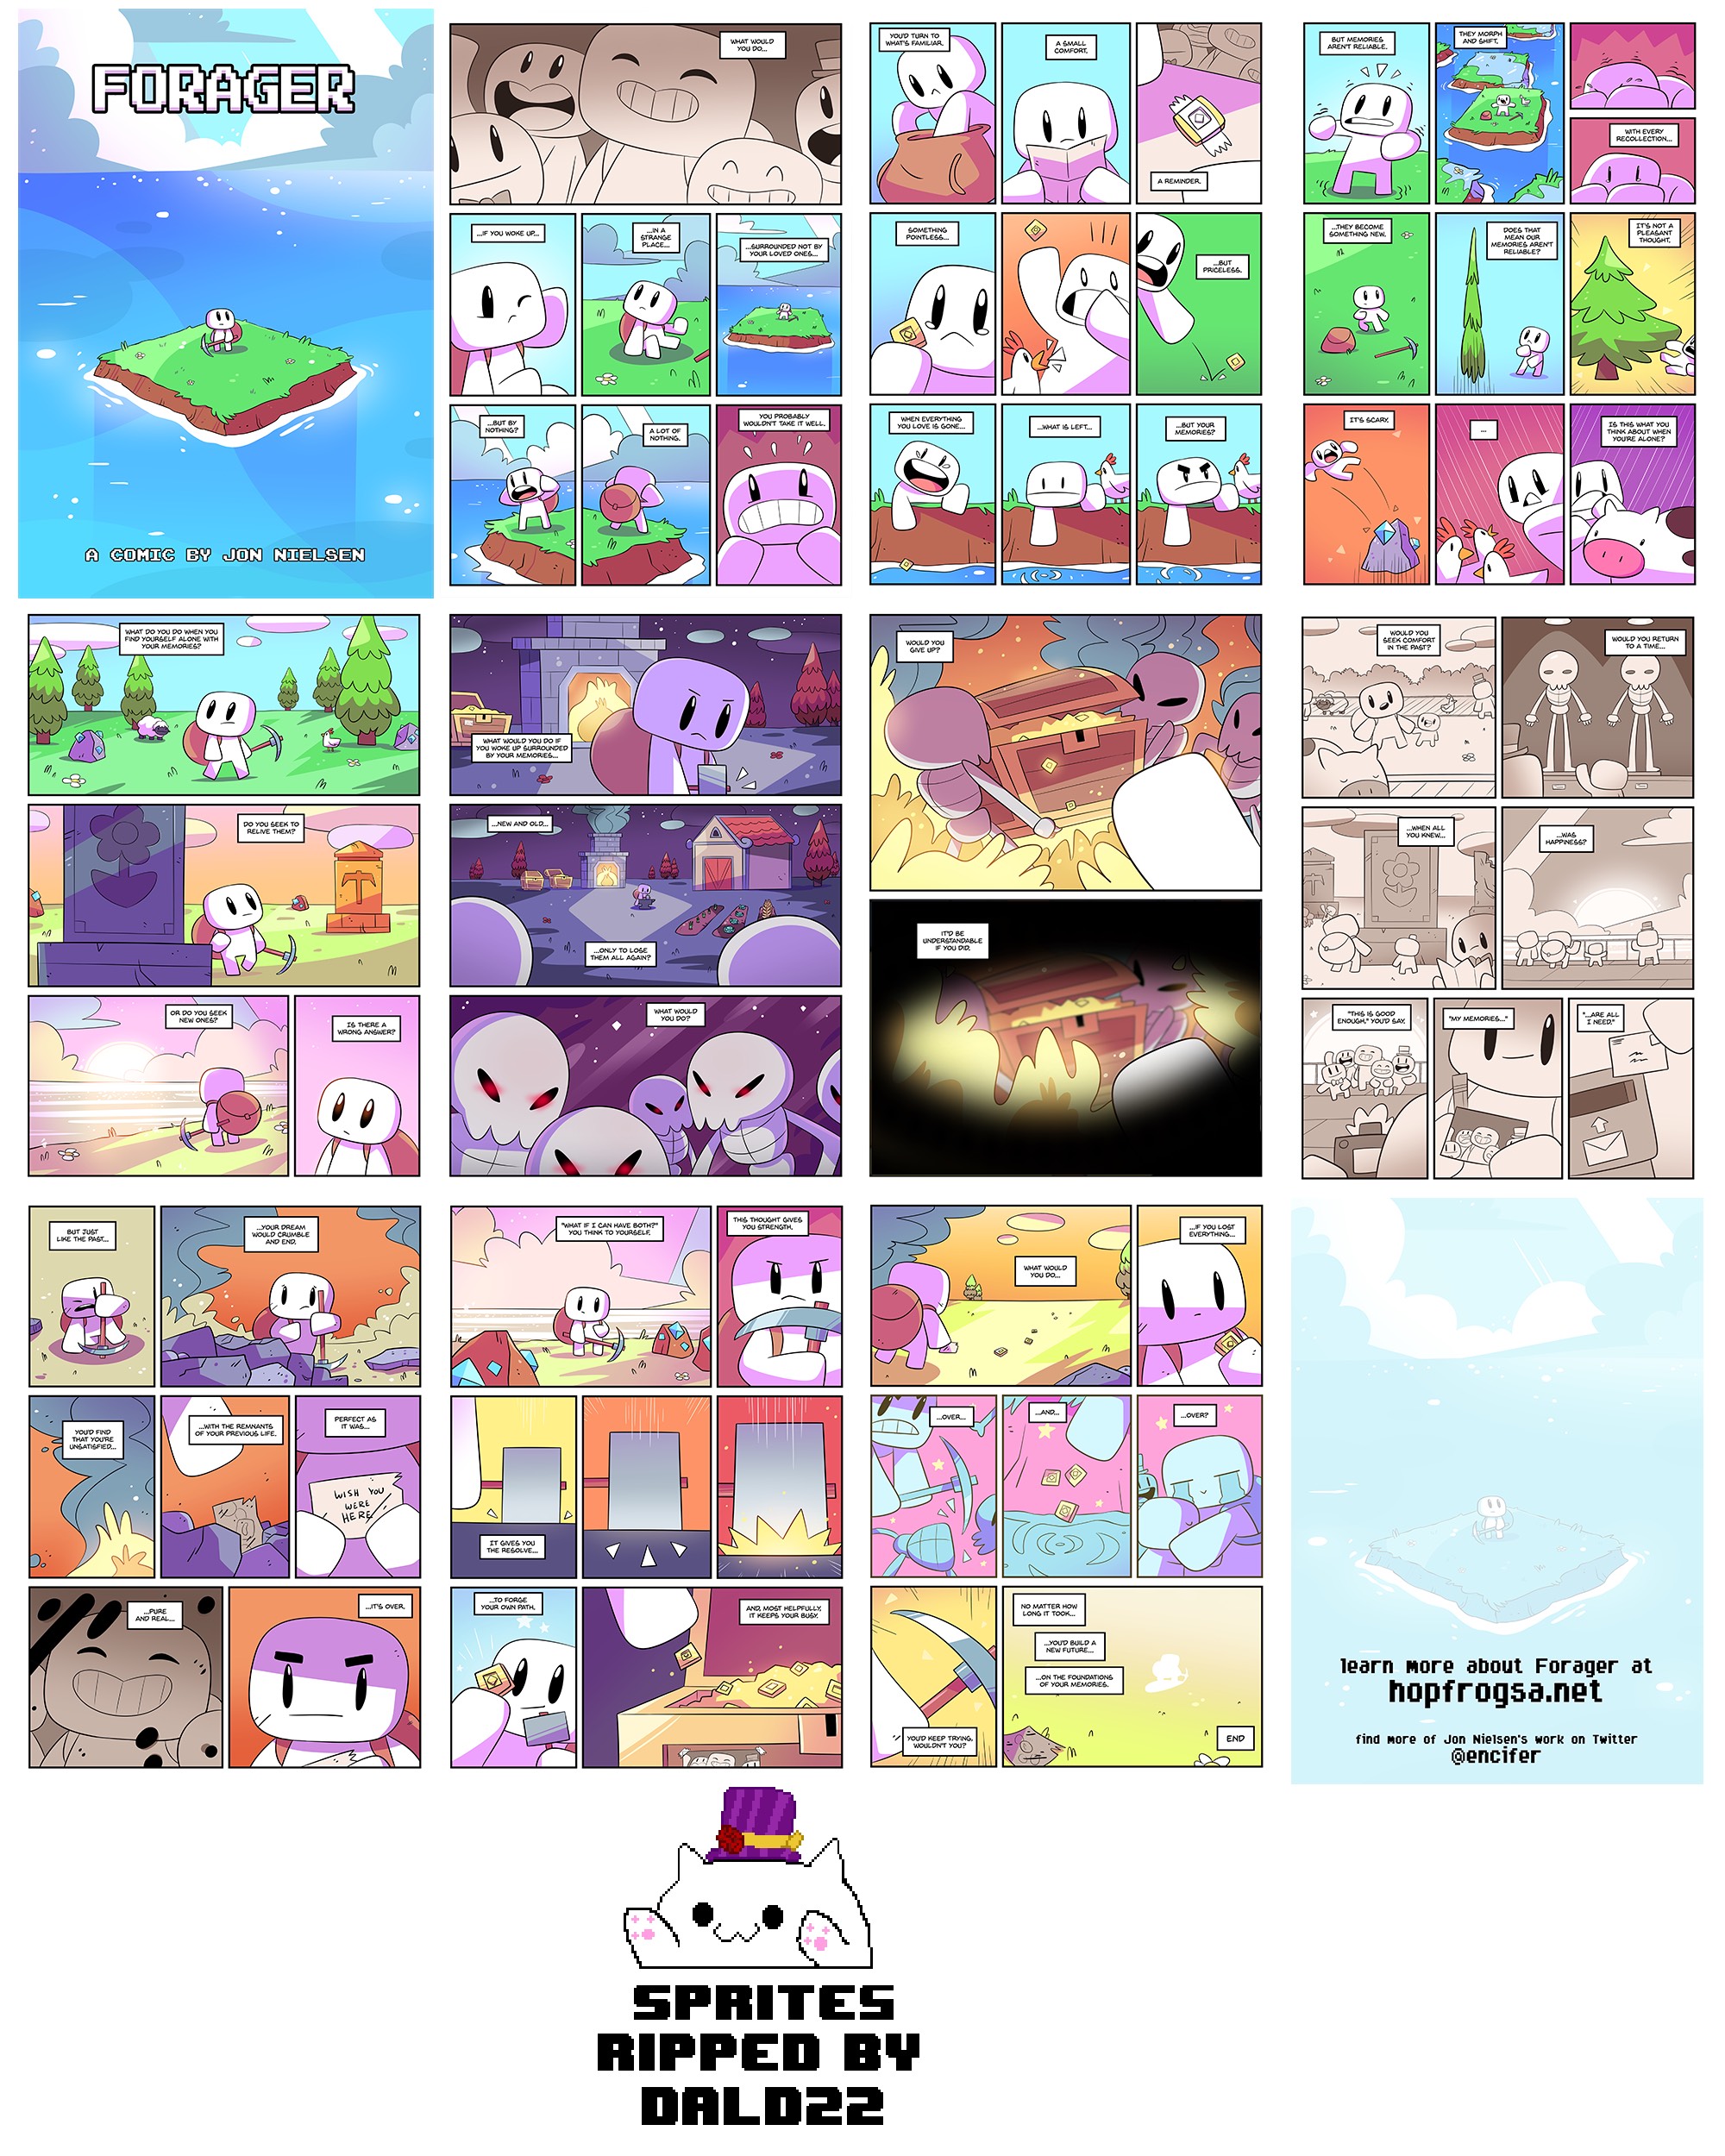 FORAGER
A COMIC BY JON NIELSEN
WHAT WOULD
YOU DO...
...IF YOU WOKE UP...
...IN A
STRANGE
PLACE...
...SURROUNDED NOT BY
YOUR LOVED ONES...
...BUT BY
NOTHING?
A LOT OF
NOTHING.
YOU PROBABLY
WOULDN'T TAKE IT WELL.
YOU'D TURN TO
WHAT'S FAMILIAR.
A SMALL
COMFORT.
A REMINDER.
SOMETHING
POINTLESS...
...BUT
PRICELESS.
WHEN EVERYTHING
YOU LOVE IS GONE...
...WHAT IS LEFT...
...BUT YOUR
MEMORIES?
BUT MEMORIES
AREN'T RELIABLE.
THEY MORPH
AND SHIFT.
WITH EVERY
RECOLLECTION...
...THEY BECOME
SOMETHING NEW.
DOES THAT
MEAN OUR
MEMORIES AREN'T
RELIABLE?
IT'S NOT A
PLEASANT
THOUGHT.
IT'S SCARY.
...
IS THIS WHAT YOU
THINK ABOUT WHEN
YOU'RE ALONE?
WHAT DO YOU DO WHEN YOU
FIND YOURSELF ALONE WITH
YOUR MEMORIES?
DO YOU SEEK TO
RELIVE THEM?
OR DO YOU SEEK
NEW ONES?
IS THERE A
WRONG ANSWER?
WHAT WOULD YOU DO IF
YOU WOKE UP SURROUNDED
BY YOUR MEMORIES...
...NEW AND OLD...
...ONLY TO LOSE
THEM ALL AGAIN?
WHAT WOULD
YOU DO?
WOULD YOU
GIVE UP?
IT'D BE
UNDERSTANDABLE
IF YOU DID.
WOULD YOU
SEEK COMFORT
IN THE PAST?
WOULD YOU RETURN
TO A TIME...
...WHEN ALL
YOU KNEW...
...WAS
HAPPINESS?
"THIS IS GOOD
ENOUGH," YOU'D SAY.
"MY MEMORIES..."
"...ARE ALL
I NEED."
BUT JUST
LIKE THE PAST...
...YOUR DREAM
WOULD CRUMBLE
AND END.
YOU'D FIND
THAT YOU'RE
UNSATISFIED...
...WITH THE REMNANTS
OF YOUR PREVIOUS LIFE.
PERFECT AS
IT WAS...
WISH YOU
WERE
HERE
...PURE
AND REAL...
...IT'S OVER.
"WHAT IF I CAN HAVE BOTH?"
YOU THINK TO YOURSELF.
THIS THOUGHT GIVES
YOU STRENGTH.
IT GIVES YOU
THE RESOLVE...
...TO FORGE
YOUR OWN PATH.
AND, MOST HELPFULLY,
IT KEEPS YOU BUSY.
WHAT WOULD
YOU DO...
...IF YOU LOST
EVERYTHING...
...OVER...
...AND...
...OVER?
YOU'D KEEP TRYING,
WOULDN'T YOU?
NO MATTER HOW
LONG IT TOOK...
...YOU'D BUILD A
NEW FUTURE...
...ON THE FOUNDATIONS
OF YOUR MEMORIES.
END
learn more about Forager at
hopfrogsa.net
find more of Jon Nielsen's work on Twitter
@encifer
SPRITES
RIPPED BY
DALD22